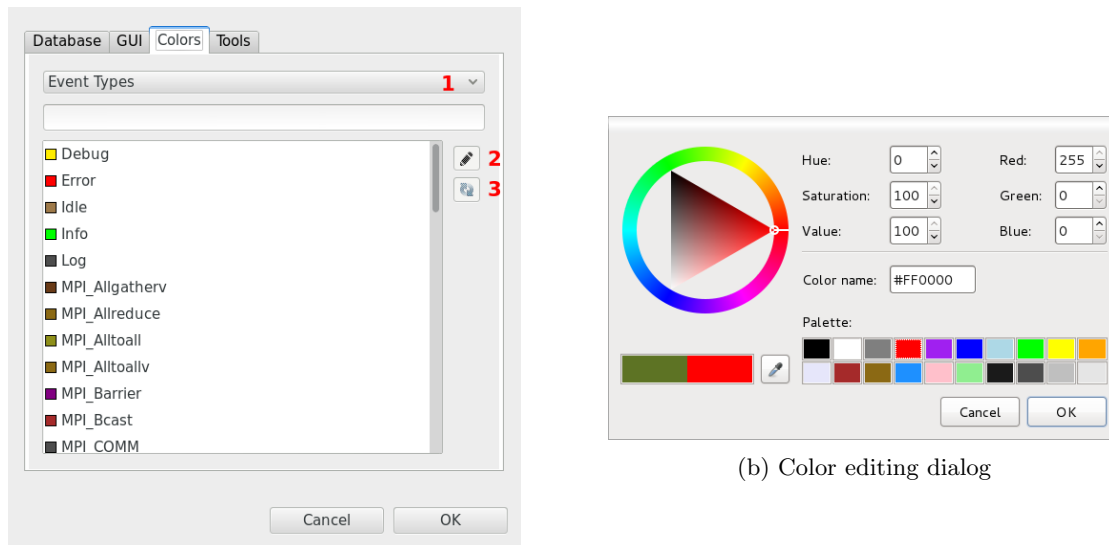 Database GUI Colors Tools
Event Types 1
Debug
2
Error
3
Idle
Info
Log
MPI_Allgatherv
MPI_Allreduce
MPI_Alltoall
MPI_Alltoallv
MPI_Barrier
MPI_Bcast
MPI_COMM
Cancel OK
Hue: 0 Red: 255
Saturation: 100 Green: 0
Value: 100 Blue: 0
Color name: #FF0000
Palette:
Cancel OK
(b) Color editing dialog